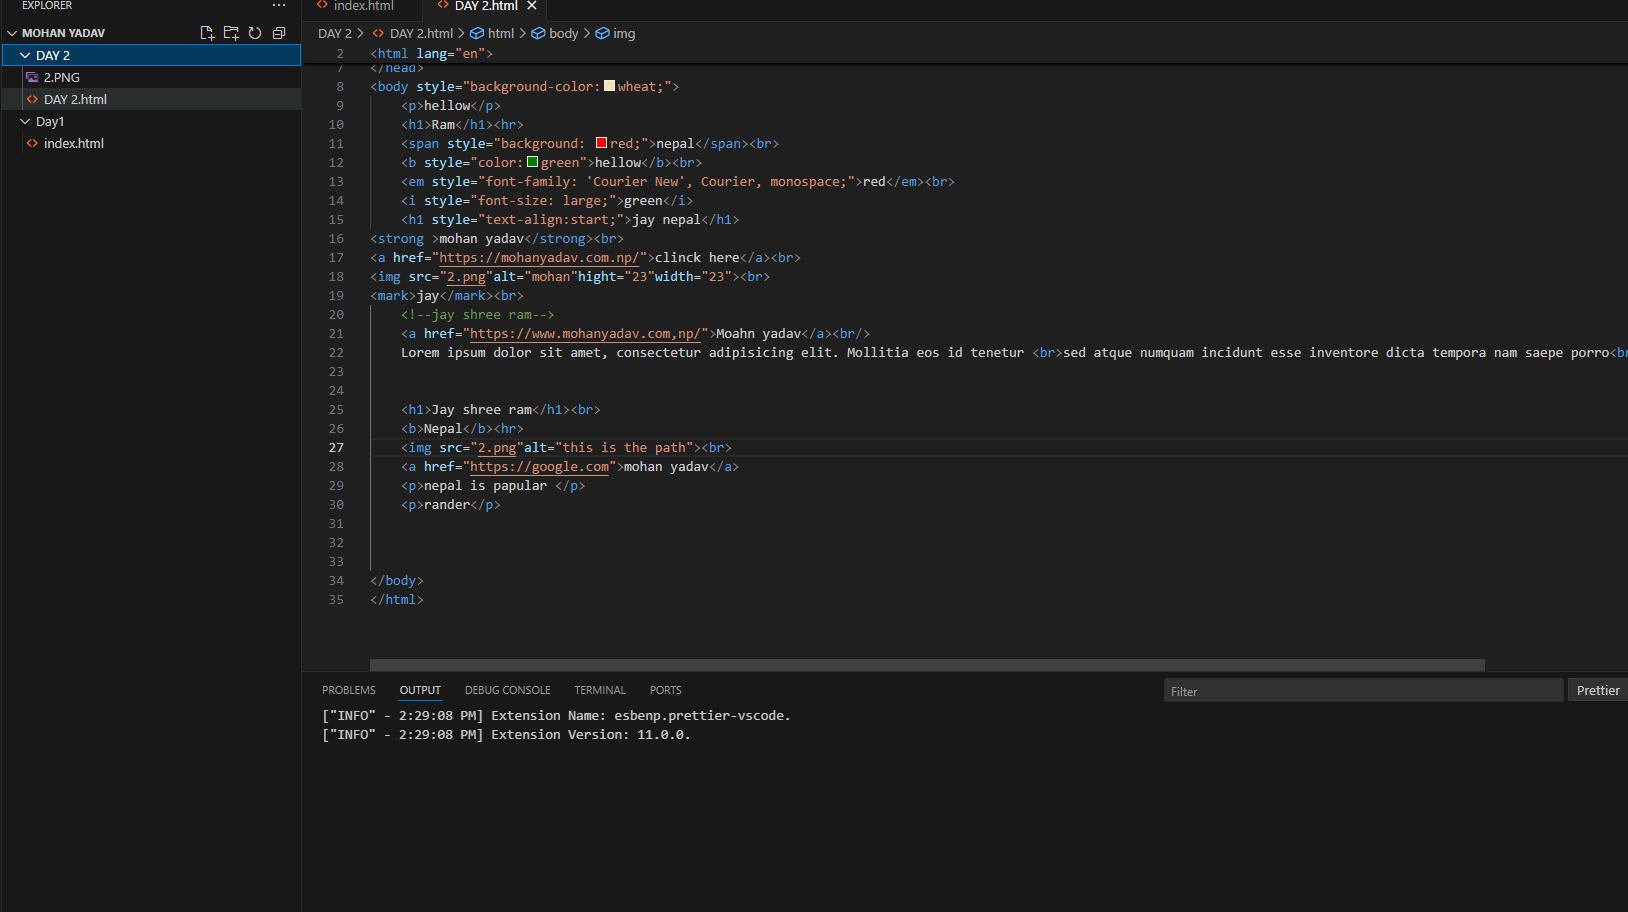 EXPLORER
MOHAN YADAV
DAY 2
2.PNG
DAY 2.html
Day1
index.html
index.html
DAY 2.html
DAY 2 > DAY 2.html > html > body > img
2 <html lang="en">
7 </head>
8 <body style="background-color: wheat;">
9 <p>hellow</p>
10 <h1>Ram</h1><hr>
11 <span style="background: red;">nepal</span><br>
12 <b style="color: green">hellow</b><br>
13 <em style="font-family: 'Courier New', Courier, monospace;">red</em><br>
14 <i style="font-size: large;">green</i>
15 <h1 style="text-align:start;">jay nepal</h1>
16 <strong >mohan yadav</strong><br>
17 <a href="https://mohanyadav.com.np/">clinck here</a><br>
18 <img src="2.png"alt="mohan"hight="23"width="23"><br>
19 <mark>jay</mark><br>
20 <!--jay shree ram-->
21 <a href="https://www.mohanyadav.com,np/">Moahn yadav</a><br/>
22 Lorem ipsum dolor sit amet, consectetur adipisicing elit. Mollitia eos id tenetur <br>sed atque numquam incidunt esse inventore dicta tempora nam saepe porro<br
23
24
25 <h1>Jay shree ram</h1><br>
26 <b>Nepal</b><hr>
27 <img src="2.png"alt="this is the path"><br>
28 <a href="https://google.com">mohan yadav</a>
29 <p>nepal is papular </p>
30 <p>rander</p>
31
32
33
34 </body>
35 </html>
PROBLEMS OUTPUT DEBUG CONSOLE TERMINAL PORTS
Filter
Prettier
["INFO" - 2:29:08 PM] Extension Name: esbenp.prettier-vscode.
["INFO" - 2:29:08 PM] Extension Version: 11.0.0.